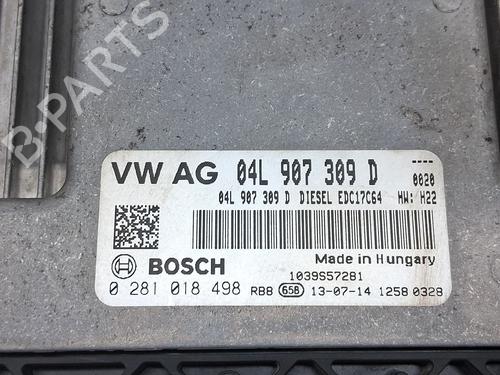 B-PARTS
VW AG 04L 907 309 D 0020
04L 907 309 D DIESEL EDC17C64 HW: H22
Made in Hungary
BOSCH 1039S57281
0 281 018 498 RB8 658 13-07-14 1258 0328